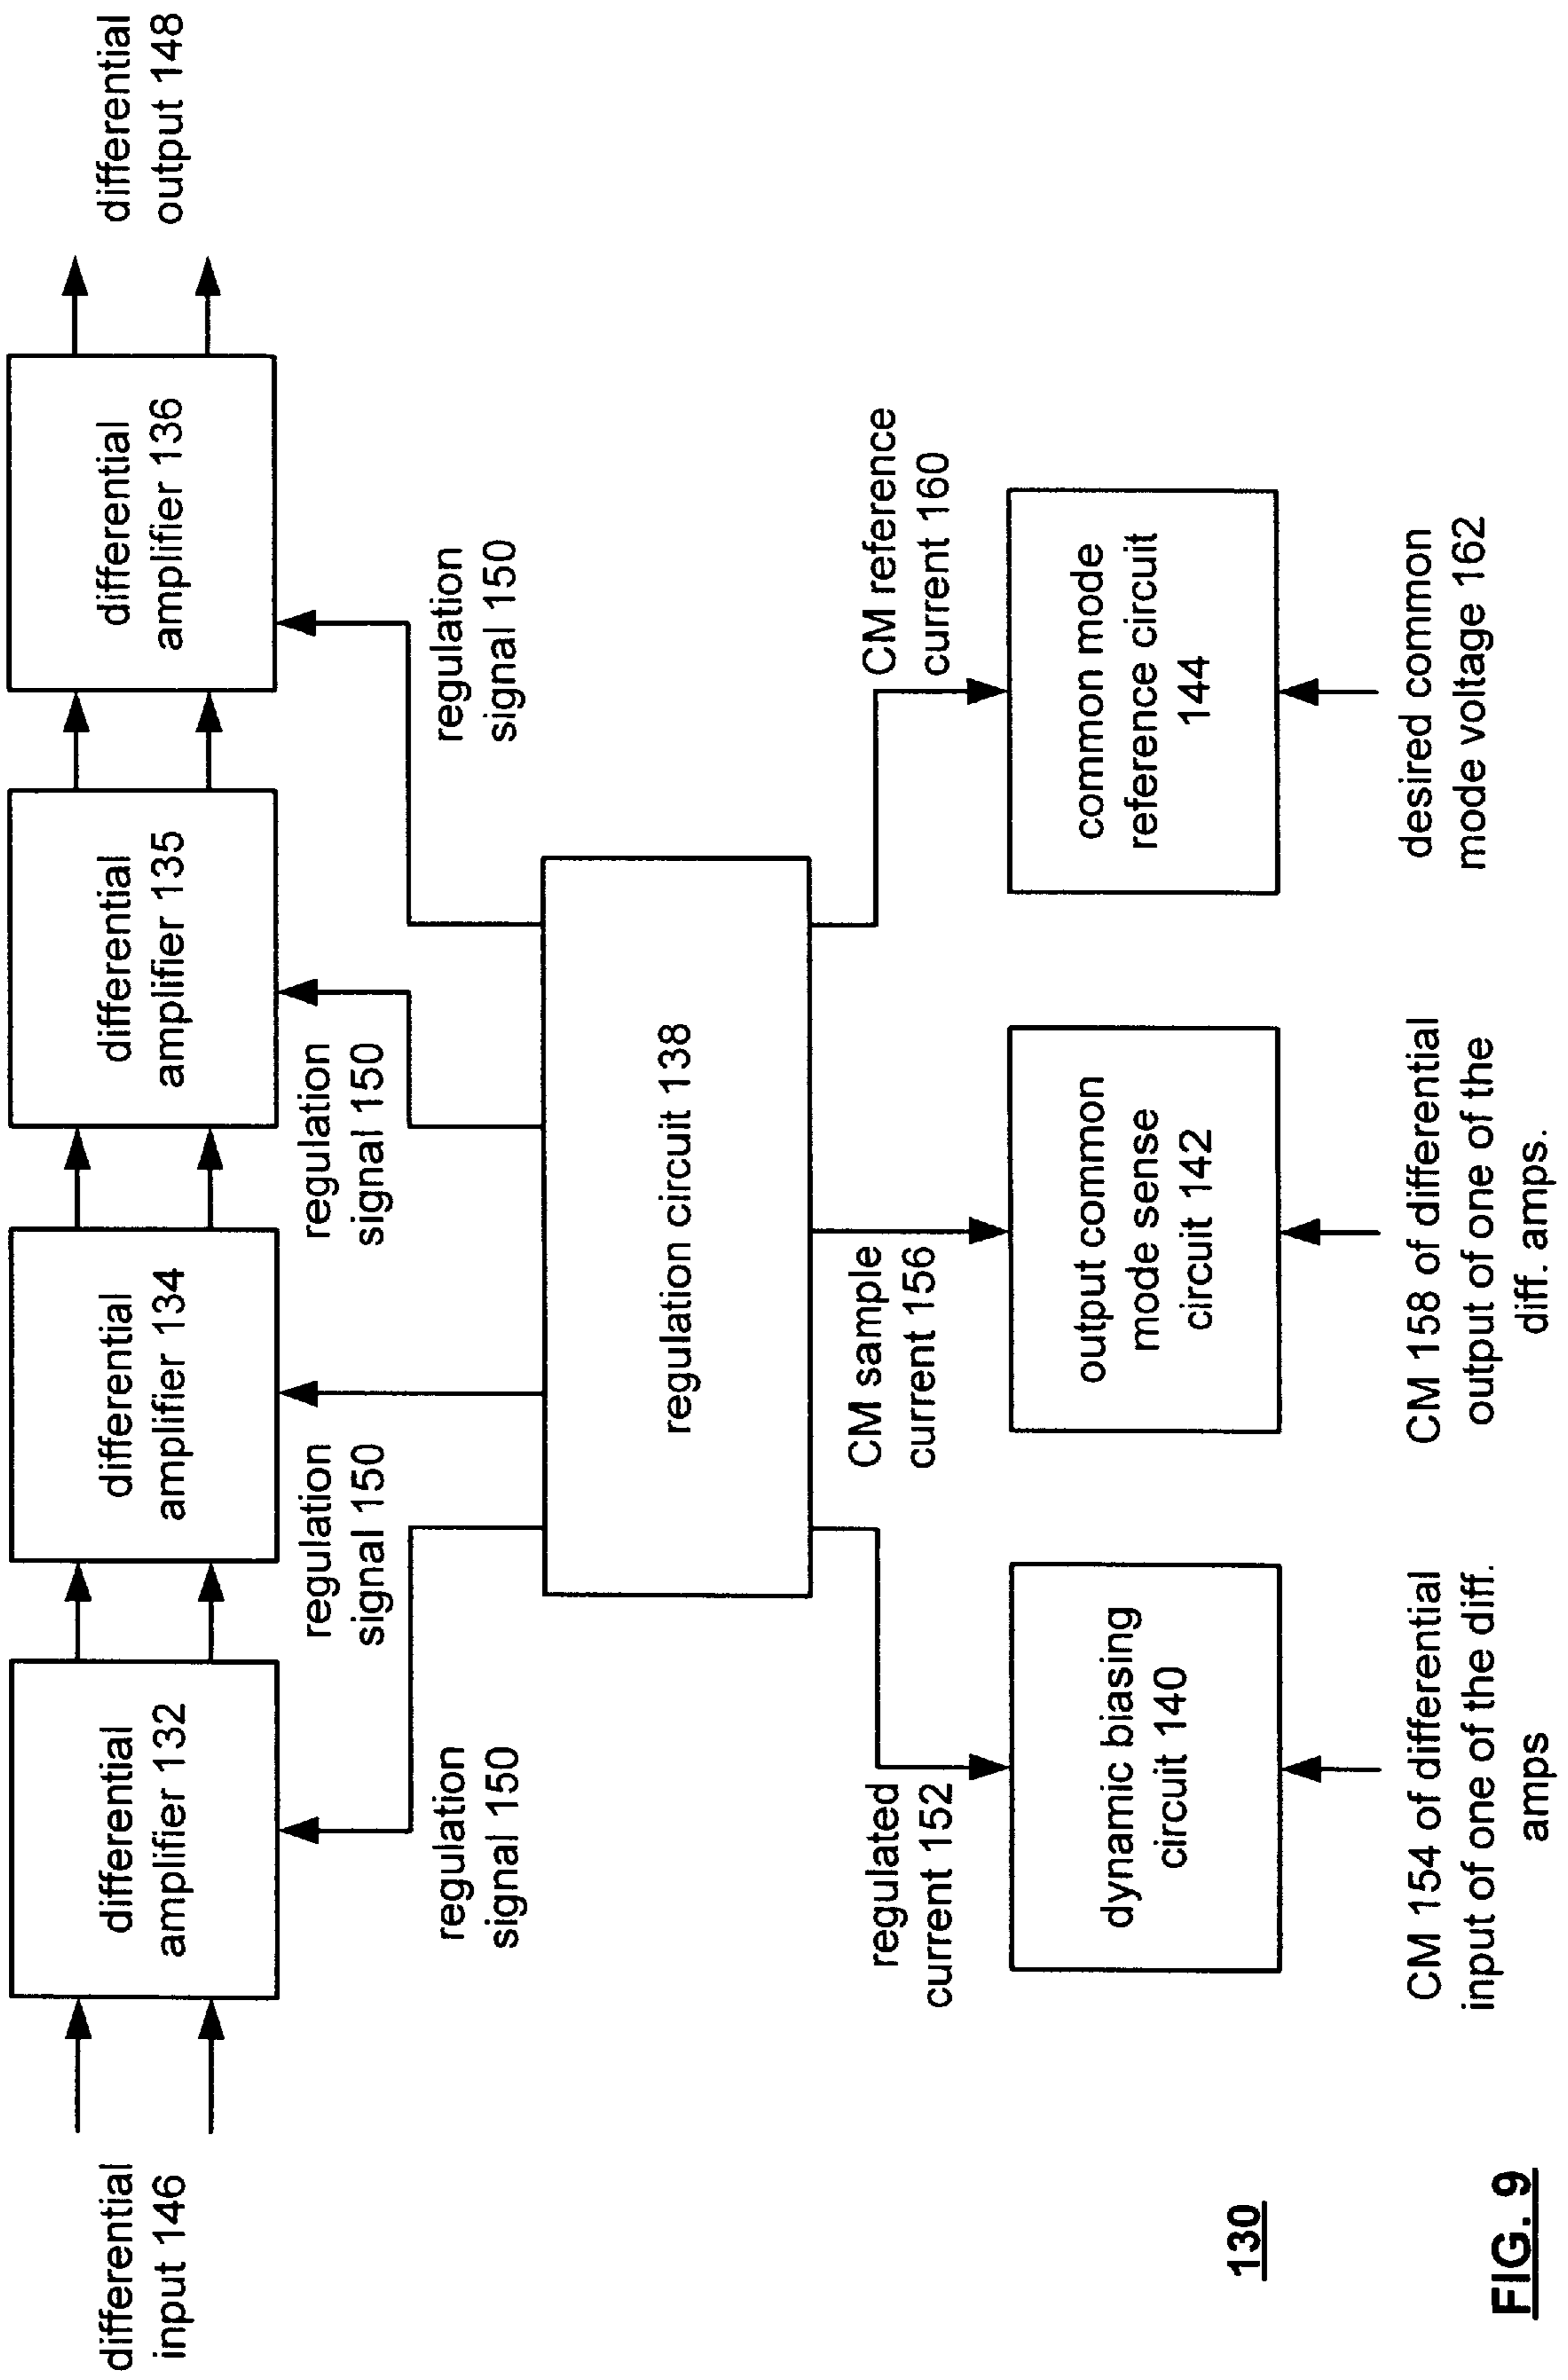 differential
input 146
differential
amplifier 132
differential
amplifier 134
differential
amplifier 135
differential
amplifier 136
differential
output 148
regulation
signal 150
regulation
signal 150
regulation
signal 150
regulation
signal 150
regulation circuit 138
regulated
current 152
CM sample
current 156
CM reference
current 160
dynamic biasing
circuit 140
output common
mode sense
circuit 142
common mode
reference circuit
144
CM 154 of differential
input of one of the diff.
amps
CM 158 of differential
output of one of the
diff. amps.
desired common
mode voltage 162
130
FIG. 9